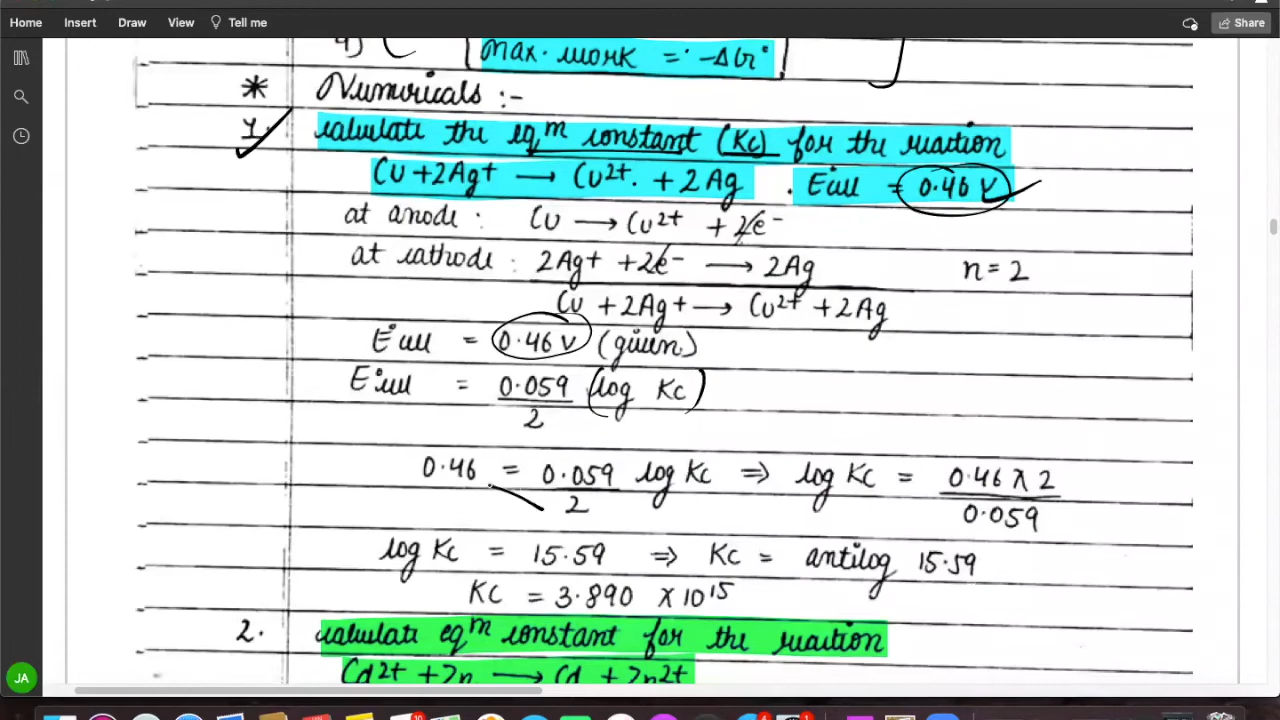 Home Insert Draw View Tell me Share
4)
Max. work = -ΔG°
* Numericals :-
1. calculate the eqᵐ constant (Kc) for the reaction
Cu + 2Ag⁺ ⟶ Cu²⁺. + 2Ag . E°cell = 0.46 V
at anode : Cu ⟶ Cu²⁺ + 2e⁻
at cathode : 2Ag⁺ + 2e⁻ ⟶ 2Ag n = 2
Cu + 2Ag⁺ ⟶ Cu²⁺ + 2Ag
E°cell = 0.46 V (given)
E°cell = 0.059/2 (log Kc)
0.46 = 0.059/2 log Kc ⇒ log Kc = 0.46 X 2/0.059
log Kc = 15.59 ⇒ Kc = antilog 15.59
Kc = 3.890 X 10¹⁵
2. calculate eqᵐ constant for the reaction
Cd²⁺ + Zn ⟶ Cd + Zn²⁺
JA